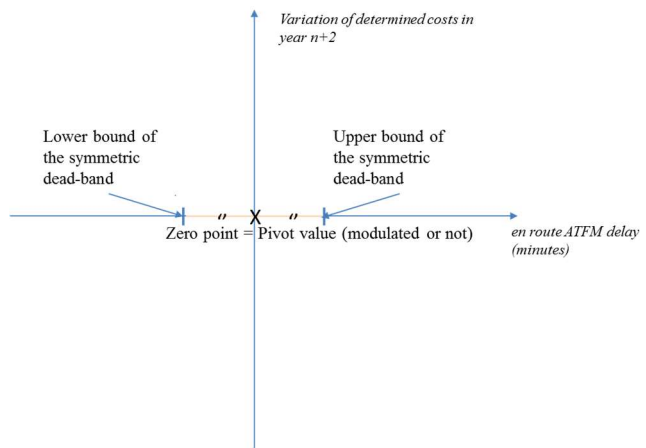 Variation of determined costs in
year n+2
Lower bound of
the symmetric
dead-band
Upper bound of
the symmetric
dead-band
X
Zero point = Pivot value (modulated or not)
en route ATFM delay
(minutes)